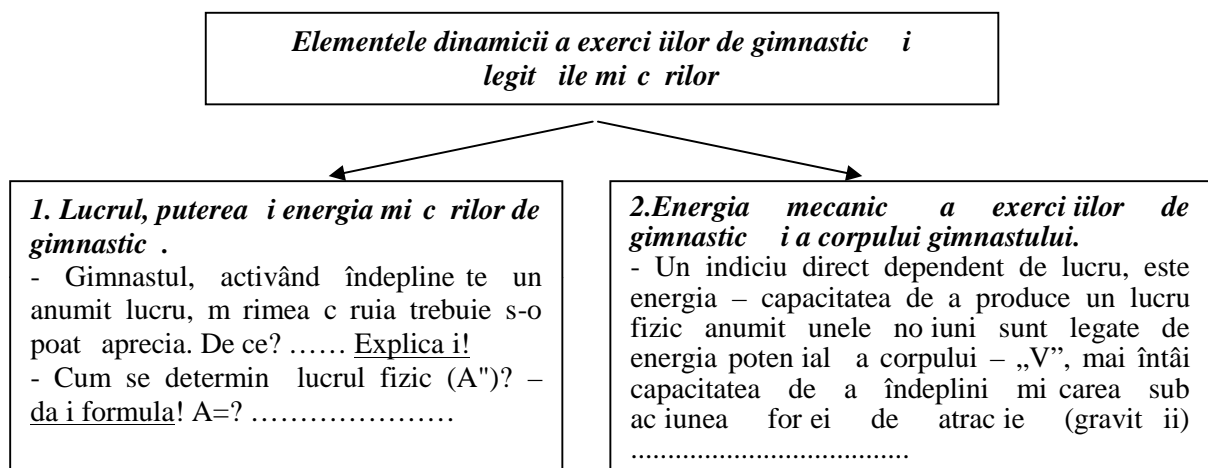 Elementele dinamicii a exerci iilor de gimnastic i
legit ile mi c rilor
1. Lucrul, puterea i energia mi c rilor de
gimnastic .
- Gimnastul, activând îndepline te un
anumit lucru, m rimea c ruia trebuie s-o
poat aprecia. De ce? …… Explica i!
- Cum se determin lucrul fizic (A")? –
da i formula! A=? …………………
2.Energia mecanic a exerci iilor de
gimnastic i a corpului gimnastului.
- Un indiciu direct dependent de lucru, este
energia – capacitatea de a produce un lucru
fizic anumit unele no iuni sunt legate de
energia poten ial a corpului – „V”, mai întâi
capacitatea de a îndeplini mi carea sub
ac iunea for ei de atrac ie (gravit ii)
.....................................